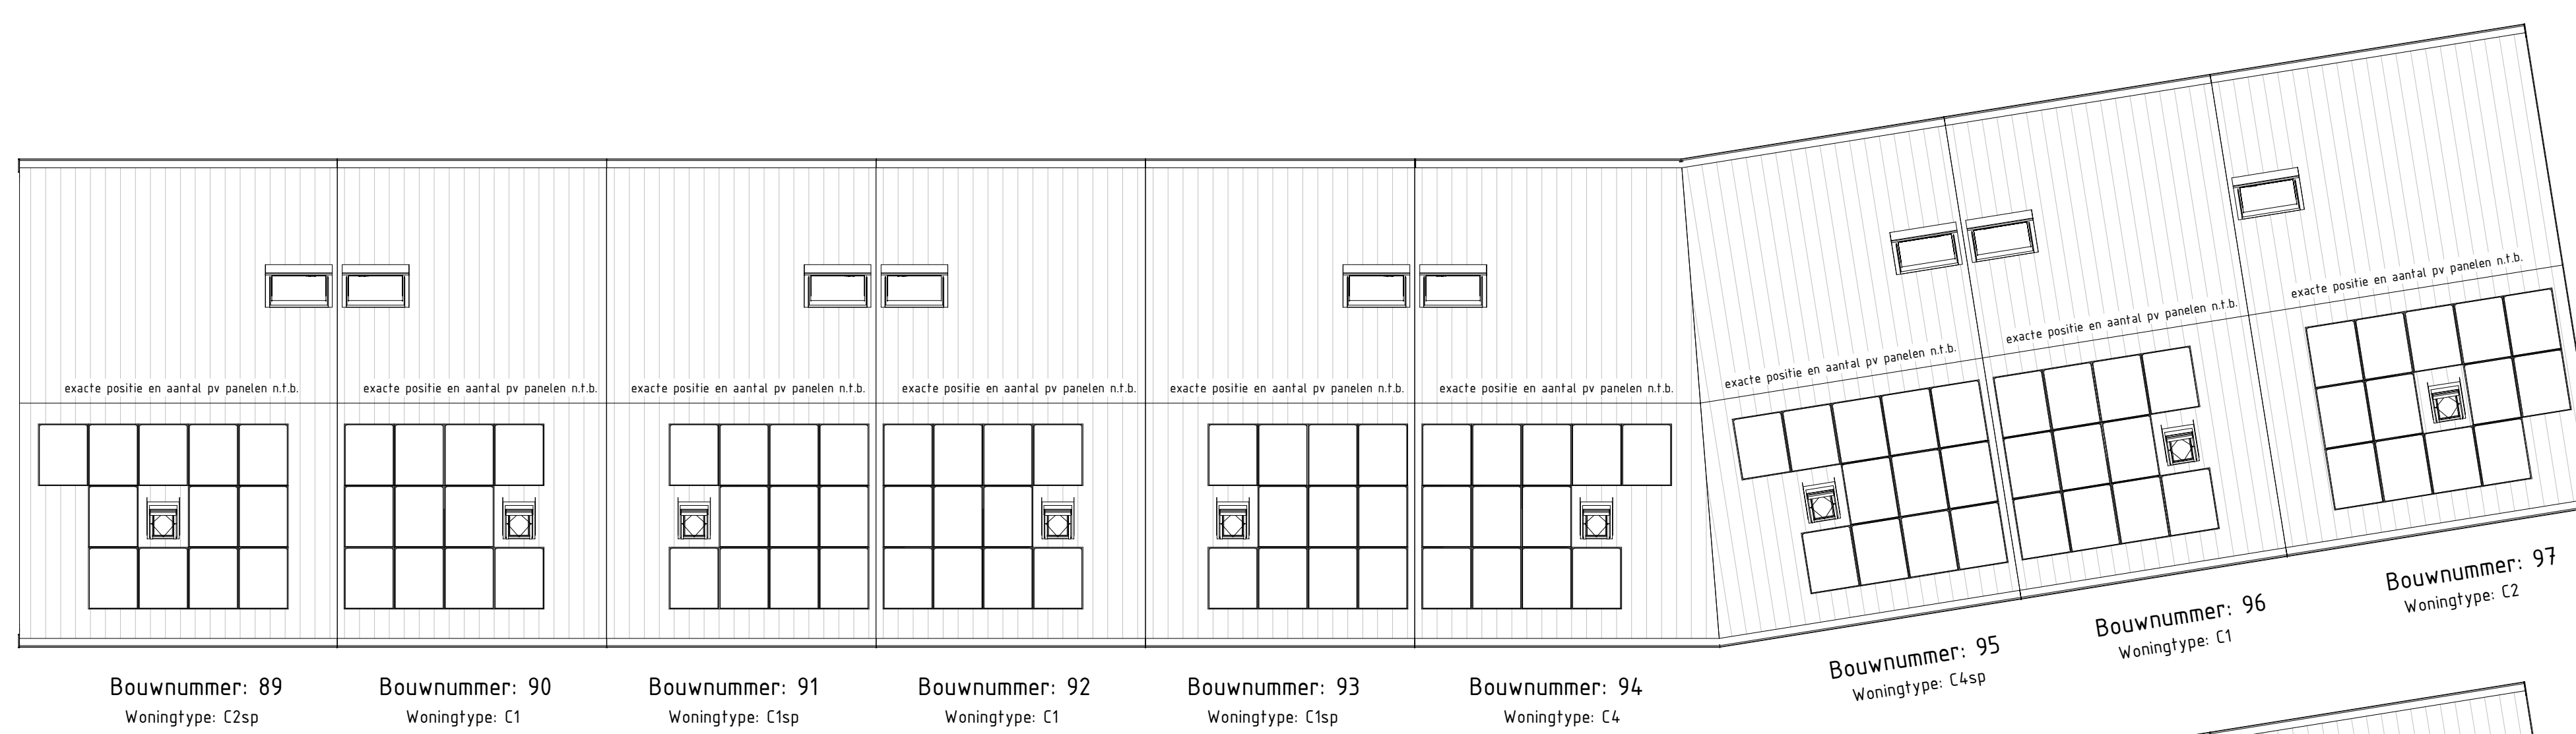 exacte positie en aantal pv panelen n.t.b.
exacte positie en aantal pv panelen n.t.b.
exacte positie en aantal pv panelen n.t.b.
exacte positie en aantal pv panelen n.t.b.
exacte positie en aantal pv panelen n.t.b.
exacte positie en aantal pv panelen n.t.b.
exacte positie en aantal pv panelen n.t.b.
exacte positie en aantal pv panelen n.t.b.
exacte positie en aantal pv panelen n.t.b.
Bouwnummer: 89
Woningtype: C2sp
Bouwnummer: 90
Woningtype: C1
Bouwnummer: 91
Woningtype: C1sp
Bouwnummer: 92
Woningtype: C1
Bouwnummer: 93
Woningtype: C1sp
Bouwnummer: 94
Woningtype: C4
Bouwnummer: 95
Woningtype: C4sp
Bouwnummer: 96
Woningtype: C1
Bouwnummer: 97
Woningtype: C2